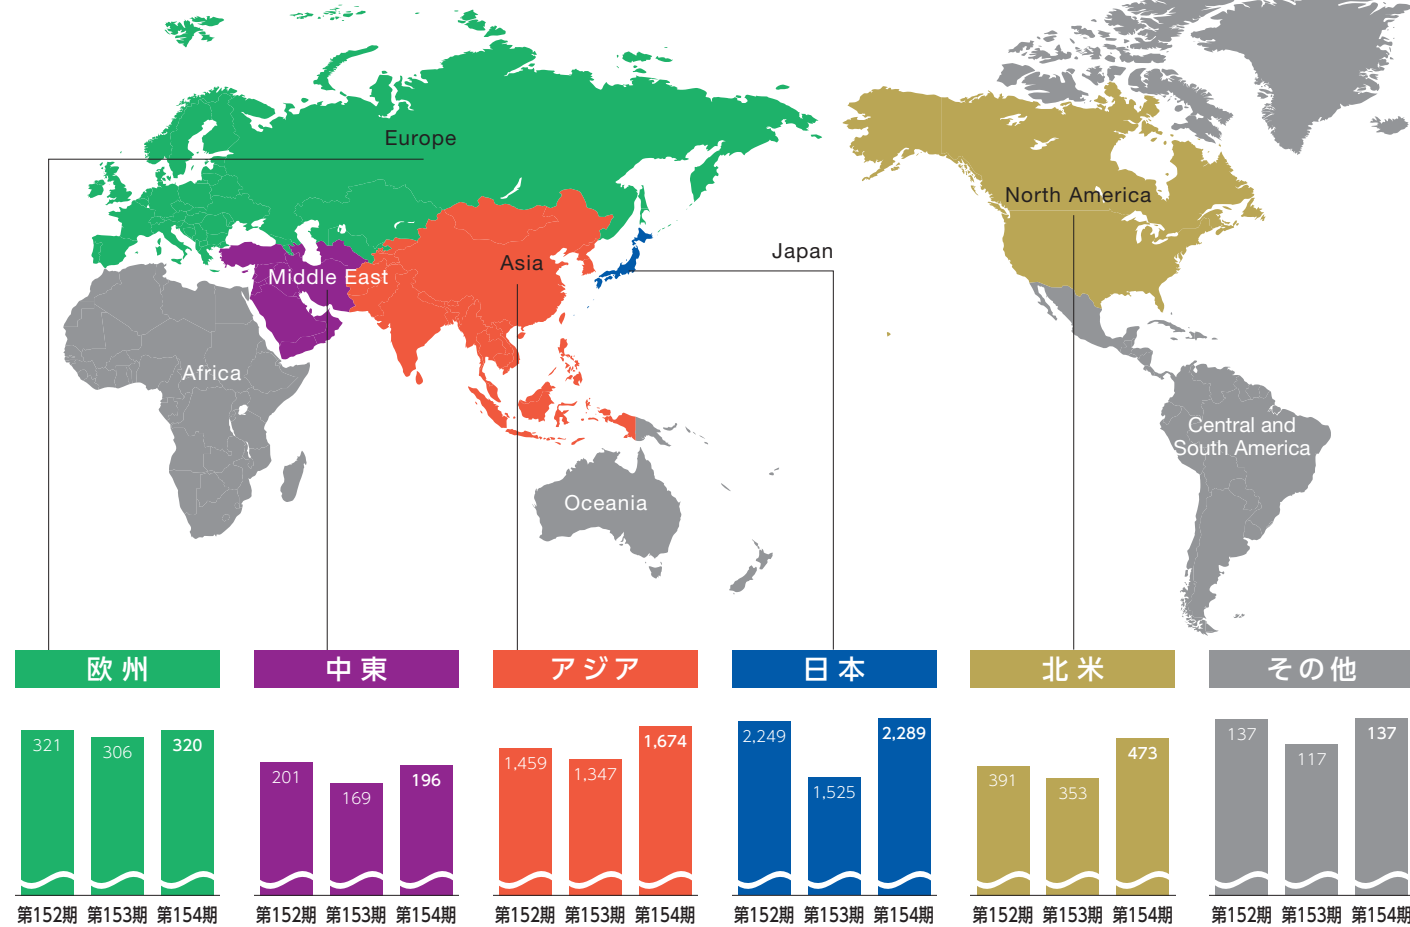 Europe
North America
Japan
Asia
Middle East
Africa
Central and
South America
Oceania
欧州
中東
アジア
日本
北米
その他
321
306
320
201
169
196
1,459
1,347
1,674
2,249
1,525
2,289
391
353
473
137
117
137
第152期 第153期 第154期
第152期 第153期 第154期
第152期 第153期 第154期
第152期 第153期 第154期
第152期 第153期 第154期
第152期 第153期 第154期